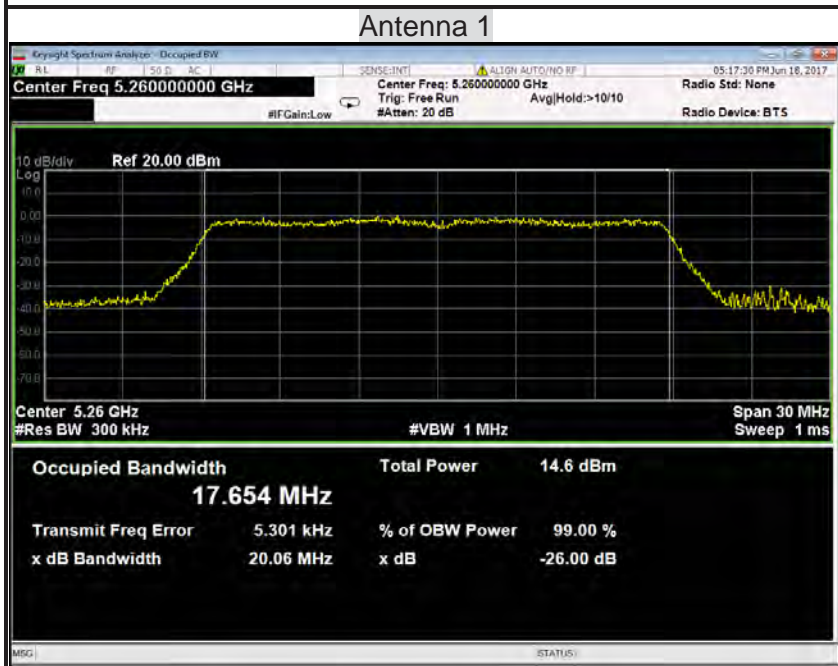 Antenna 1
Keysight Spectrum Analyzer - Occupied BW
RL RF 50 Ω AC SENSE:INT ALIGN AUTO/NO RF 05:17:30 PM Jun 18, 2017
Center Freq 5.260000000 GHz Center Freq: 5.260000000 GHz Radio Std: None
Trig: Free Run Avg|Hold:>10/10
#IFGain:Low #Atten: 20 dB Radio Device: BTS
10 dB/div Ref 20.00 dBm
Log
10.0
0.00
-10.0
-20.0
-30.0
-40.0
-50.0
-60.0
-70.0
Center 5.26 GHz Span 30 MHz
#Res BW 300 kHz #VBW 1 MHz Sweep 1 ms
Occupied Bandwidth Total Power 14.6 dBm
17.654 MHz
Transmit Freq Error 5.301 kHz % of OBW Power 99.00 %
x dB Bandwidth 20.06 MHz x dB -26.00 dB
MSG STATUS